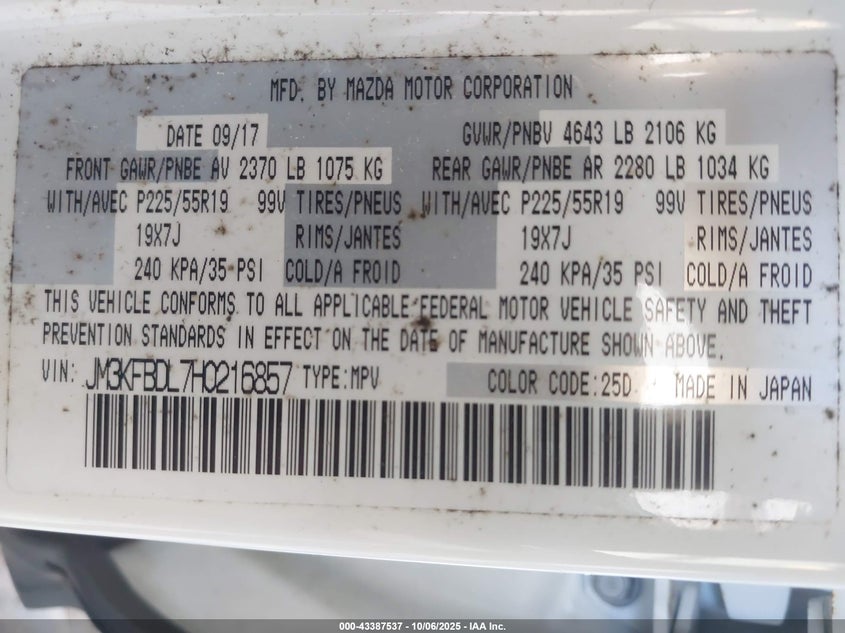 MFD. BY MAZDA MOTOR CORPORATION
DATE 09/17 GVWR/PNBV 4643 LB 2106 KG
FRONT GAWR/PNBE AV 2370 LB 1075 KG REAR GAWR/PNBE AR 2280 LB 1034 KG
WITH/AVEC P225/55R19 99V TIRES/PNEUS WITH/AVEC P225/55R19 99V TIRES/PNEUS
19X7J RIMS/JANTES 19X7J RIMS/JANTES
240 KPA/35 PSI COLD/A FROID 240 KPA/35 PSI COLD/A FROID
THIS VEHICLE CONFORMS TO ALL APPLICABLE FEDERAL MOTOR VEHICLE SAFETY AND THEFT
PREVENTION STANDARDS IN EFFECT ON THE DATE OF MANUFACTURE SHOWN ABOVE.
VIN: JM3KFBDL7H0216857 TYPE:MPV COLOR CODE:25D MADE IN JAPAN
000-43387537 - 10/06/2025 - IAA Inc.